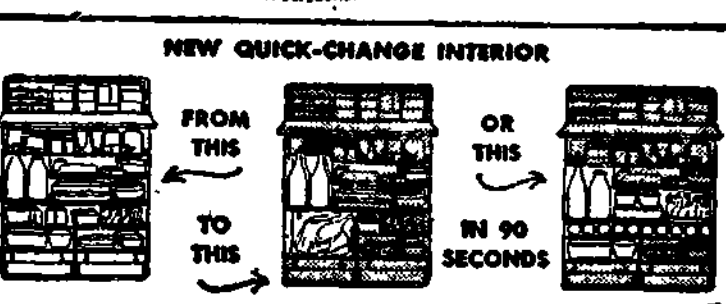 NEW QUICK-CHANGE INTERIOR
FROM
THIS
TO
THIS
OR
THIS
IN 90
SECONDS